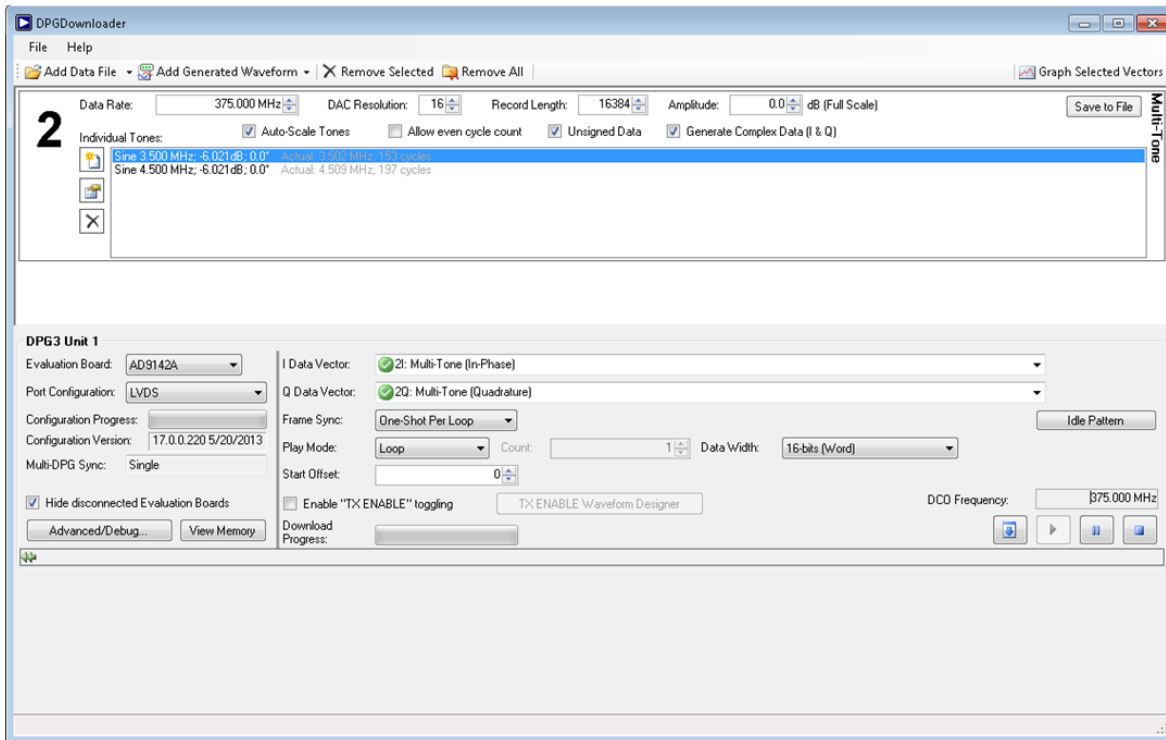 DPGDownloader
File Help
Add Data File Add Generated Waveform Remove Selected Remove All Graph Selected Vectors
2
Data Rate: 375.000 MHz DAC Resolution: 16 Record Length: 16384 Amplitude: 0.0 dB (Full Scale) Save to File
Multi-Tone
Individual Tones: Auto-Scale Tones Allow even cycle count Unsigned Data Generate Complex Data (I & Q)
Sine 3.500 MHz; -6.021dB; 0.0° Actual: 3.502 MHz, 153 cycles
Sine 4.500 MHz; -6.021dB; 0.0° Actual: 4.509 MHz, 197 cycles
DPG3 Unit 1
Evaluation Board: AD9142A
Port Configuration: LVDS
Configuration Progress:
Configuration Version: 17.0.0.220 5/20/2013
Multi-DPG Sync: Single
Hide disconnected Evaluation Boards
Advanced/Debug... View Memory
I Data Vector: 2I: Multi-Tone (In-Phase)
Q Data Vector: 2Q: Multi-Tone (Quadrature)
Frame Sync: One-Shot Per Loop Idle Pattern
Play Mode: Loop Count: 1 Data Width: 16-bits (Word)
Start Offset: 0
Enable "TX ENABLE" toggling TX ENABLE Waveform Designer
DCO Frequency: 375.000 MHz
Download
Progress: